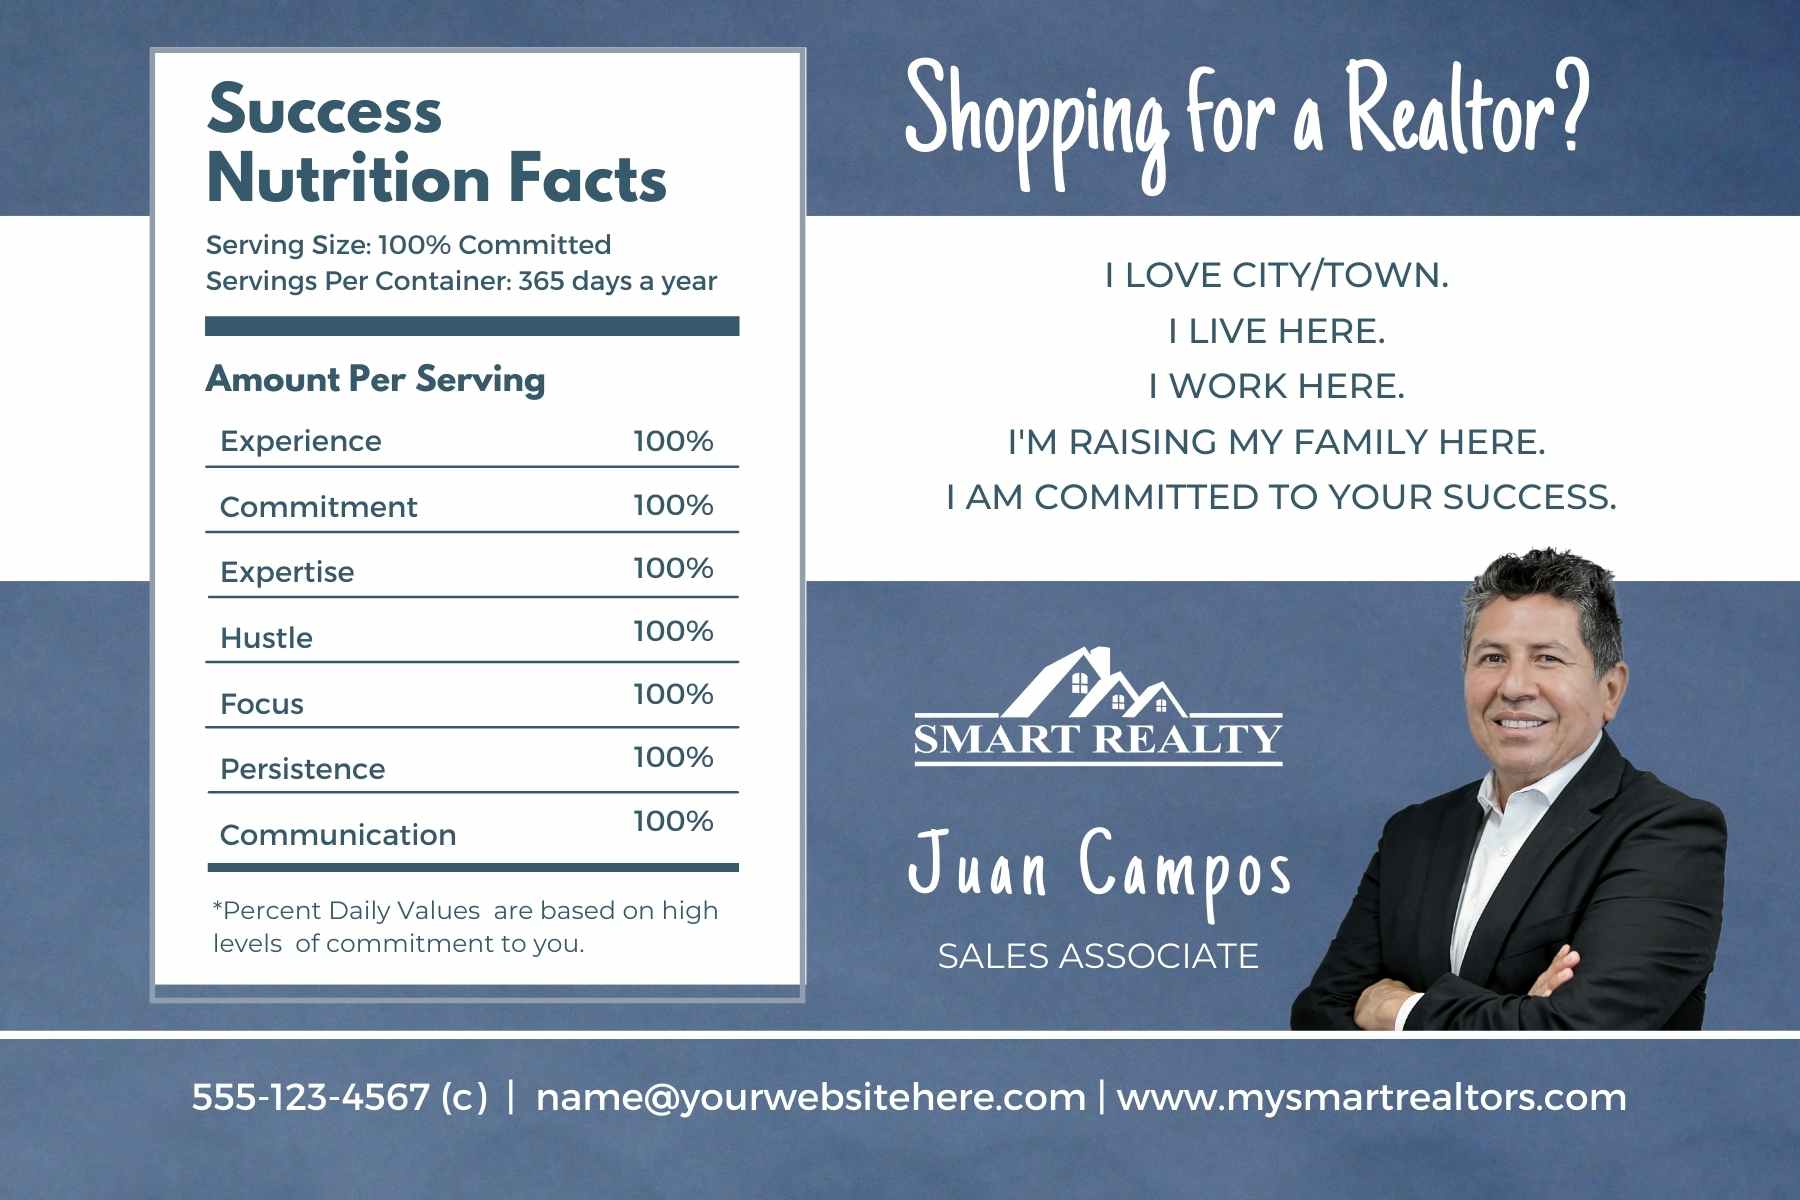 Success
Nutrition Facts
Serving Size: 100% Committed
Servings Per Container: 365 days a year
Amount Per Serving
Experience 100%
Commitment 100%
Expertise 100%
Hustle 100%
Focus 100%
Persistence 100%
Communication 100%
*Percent Daily Values are based on high
levels of commitment to you.
Shopping for a Realtor?
I LOVE CITY/TOWN.
I LIVE HERE.
I WORK HERE.
I'M RAISING MY FAMILY HERE.
I AM COMMITTED TO YOUR SUCCESS.
SMART REALTY
Juan Campos
SALES ASSOCIATE
555-123-4567 (c) | name@yourwebsitehere.com | www.mysmartrealtors.com